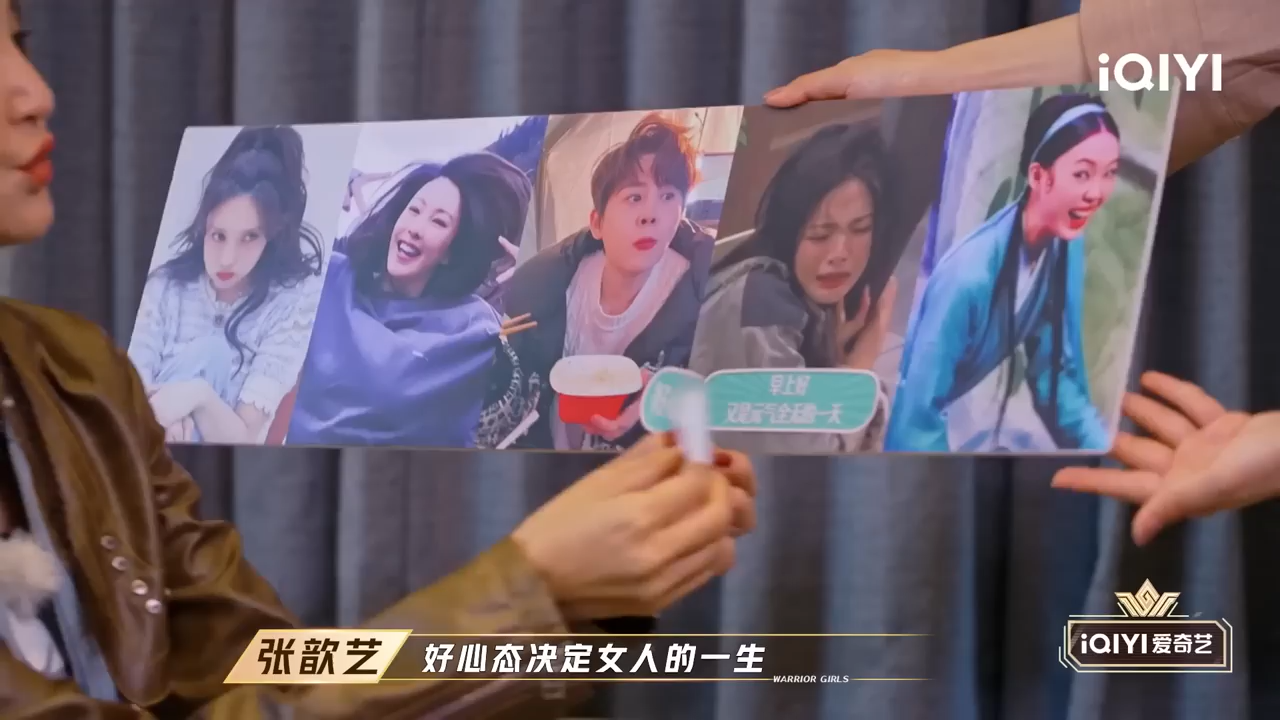 iQIYI
早上好
又是元气全无的一天
张歆艺
好心态决定女人的一生
WARRIOR GIRLS
iQIYI 爱奇艺